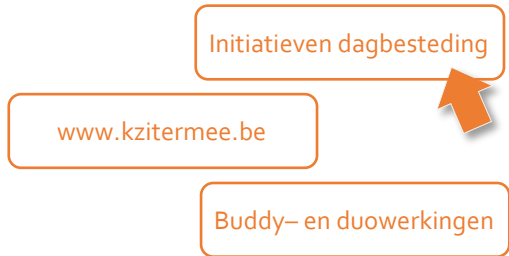 Initiatieven dagbesteding
www.kzitermee.be
Buddy– en duowerkingen